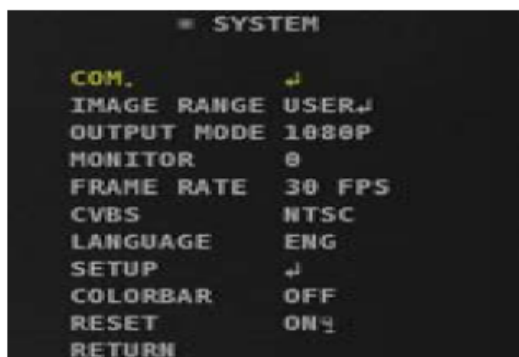 SYSTEM
COM. ↵
IMAGE RANGE USER↵
OUTPUT MODE 1080P
MONITOR 0
FRAME RATE 30 FPS
CVBS NTSC
LANGUAGE ENG
SETUP ↵
COLORBAR OFF
RESET ON
RETURN